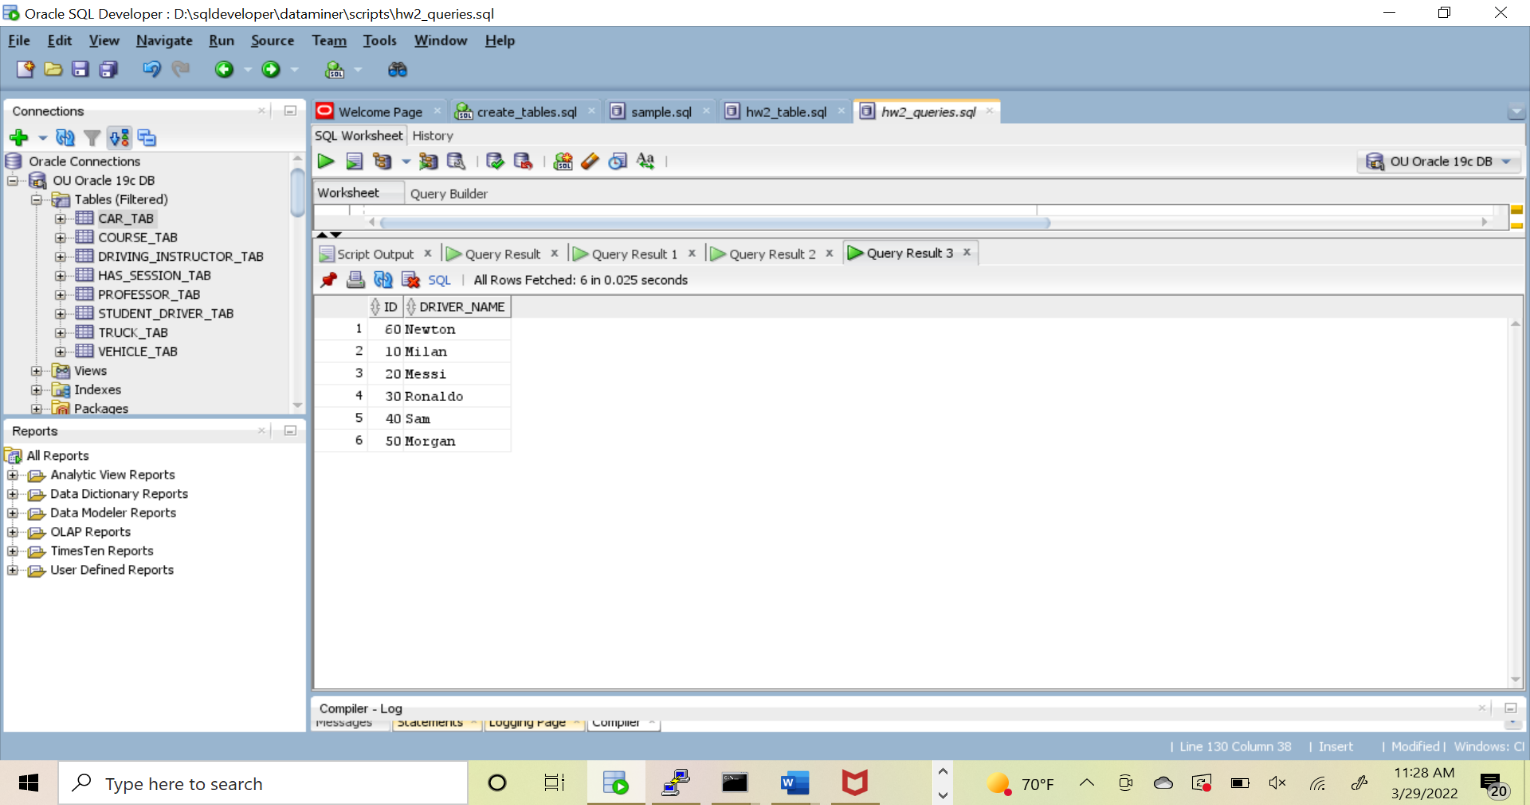 Oracle SQL Developer : D:\sqldeveloper\dataminer\scripts\hw2_queries.sql
File Edit View Navigate Run Source Team Tools Window Help
Connections
Oracle Connections
OU Oracle 19c DB
Tables (Filtered)
CAR_TAB
COURSE_TAB
DRIVING_INSTRUCTOR_TAB
HAS_SESSION_TAB
PROFESSOR_TAB
STUDENT_DRIVER_TAB
TRUCK_TAB
VEHICLE_TAB
Views
Indexes
Packages
Reports
All Reports
Analytic View Reports
Data Dictionary Reports
Data Modeler Reports
OLAP Reports
TimesTen Reports
User Defined Reports
Welcome Page create_tables.sql sample.sql hw2_table.sql hw2_queries.sql
SQL Worksheet History
OU Oracle 19c DB
Worksheet Query Builder
Script Output Query Result Query Result 1 Query Result 2 Query Result 3
SQL All Rows Fetched: 6 in 0.025 seconds
ID DRIVER_NAME
1 60 Newton
2 10 Milan
3 20 Messi
4 30 Ronaldo
5 40 Sam
6 50 Morgan
Compiler - Log
Messages Statements Logging Page Compiler
| Line 130 Column 38 | Insert | Modified | Windows: Cl
Type here to search
70°F
11:28 AM
3/29/2022
20